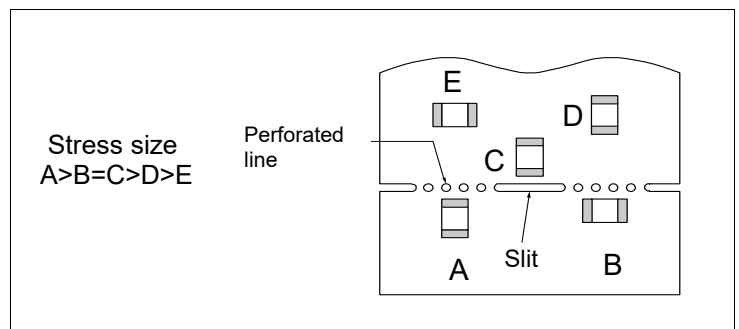 Stress size
A>B=C>D>E
Perforated
line
E
D
C
A
Slit
B